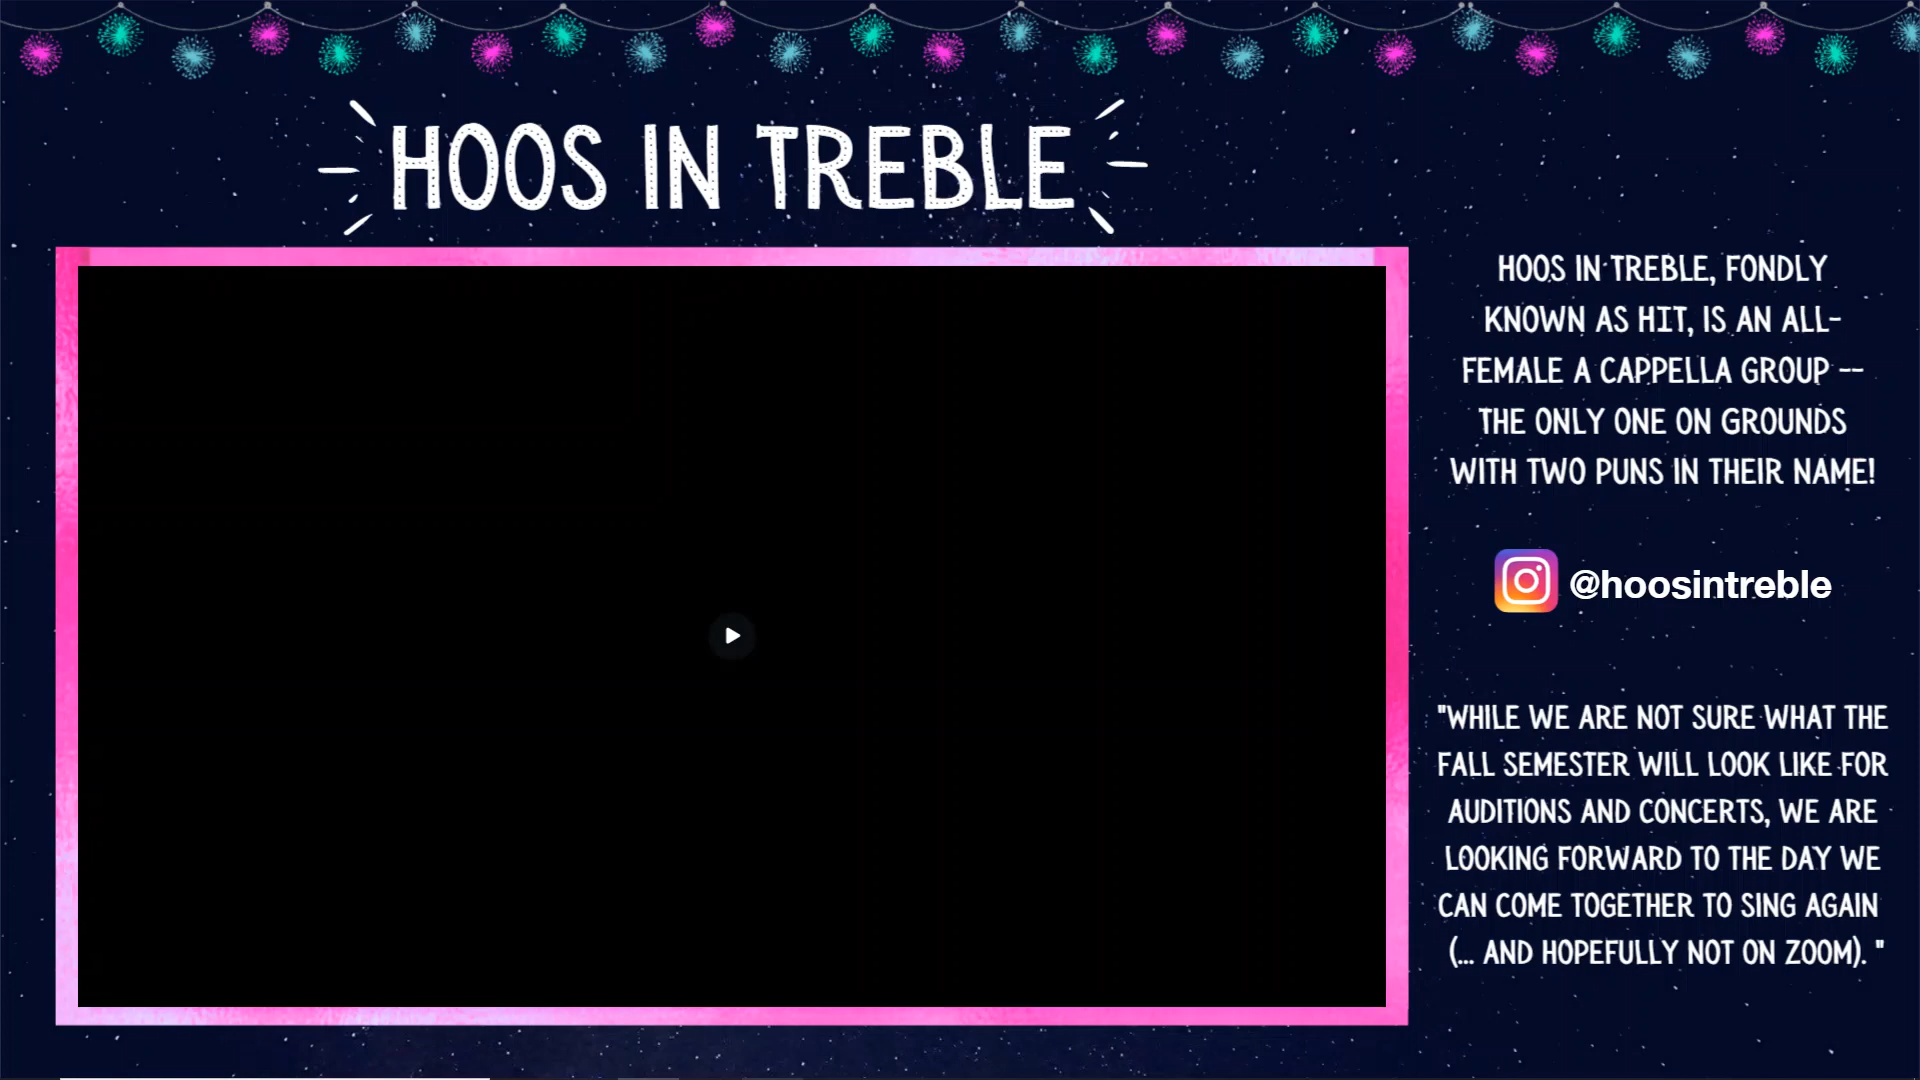 HOOS IN TREBLE
HOOS IN TREBLE, FONDLY
KNOWN AS HIT, IS AN ALL-
FEMALE A CAPPELLA GROUP --
THE ONLY ONE ON GROUNDS
WITH TWO PUNS IN THEIR NAME!
@hoosintreble
"WHILE WE ARE NOT SURE WHAT THE
FALL SEMESTER WILL LOOK LIKE FOR
AUDITIONS AND CONCERTS, WE ARE
LOOKING FORWARD TO THE DAY WE
CAN COME TOGETHER TO SING AGAIN
(... AND HOPEFULLY NOT ON ZOOM). "